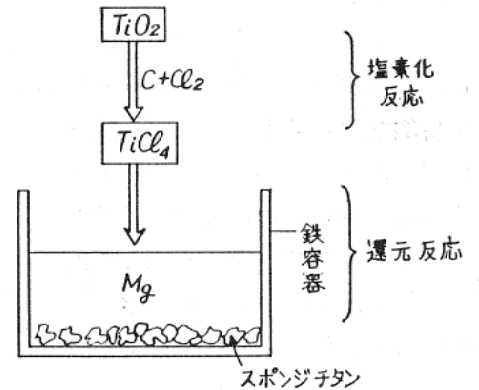 TiO2
C+Cl2
塩素化
反応
TiCl4
鉄容器
還元反応
Mg
スポンジチタン